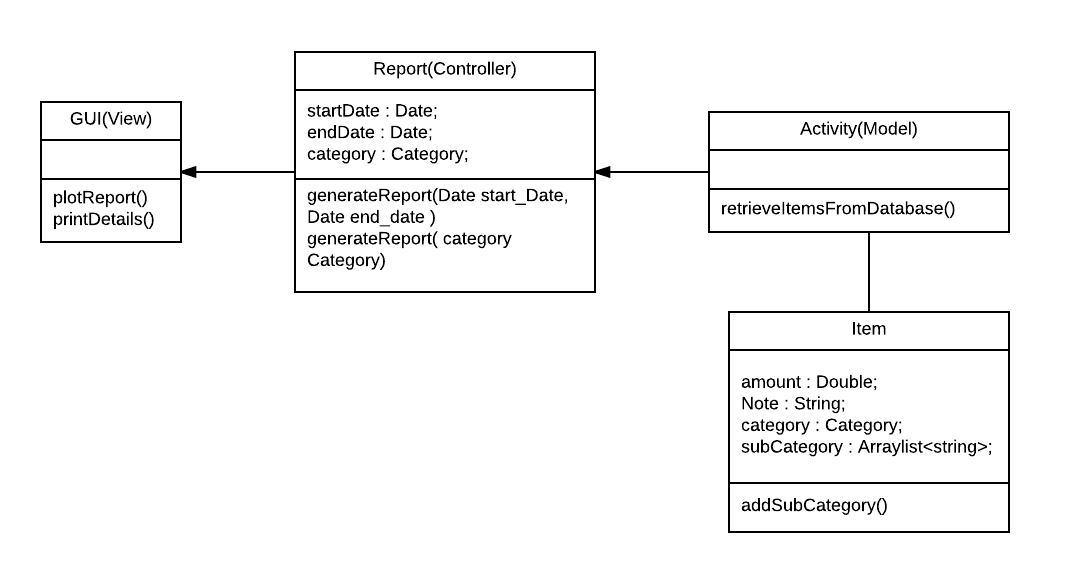 GUI(View)
plotReport()
printDetails()
Report(Controller)
startDate : Date;
endDate : Date;
category : Category;
generateReport(Date start_Date,
Date end_date )
generateReport( category
Category)
Activity(Model)
retrieveItemsFromDatabase()
Item
amount : Double;
Note : String;
category : Category;
subCategory : Arraylist<string>;
addSubCategory()